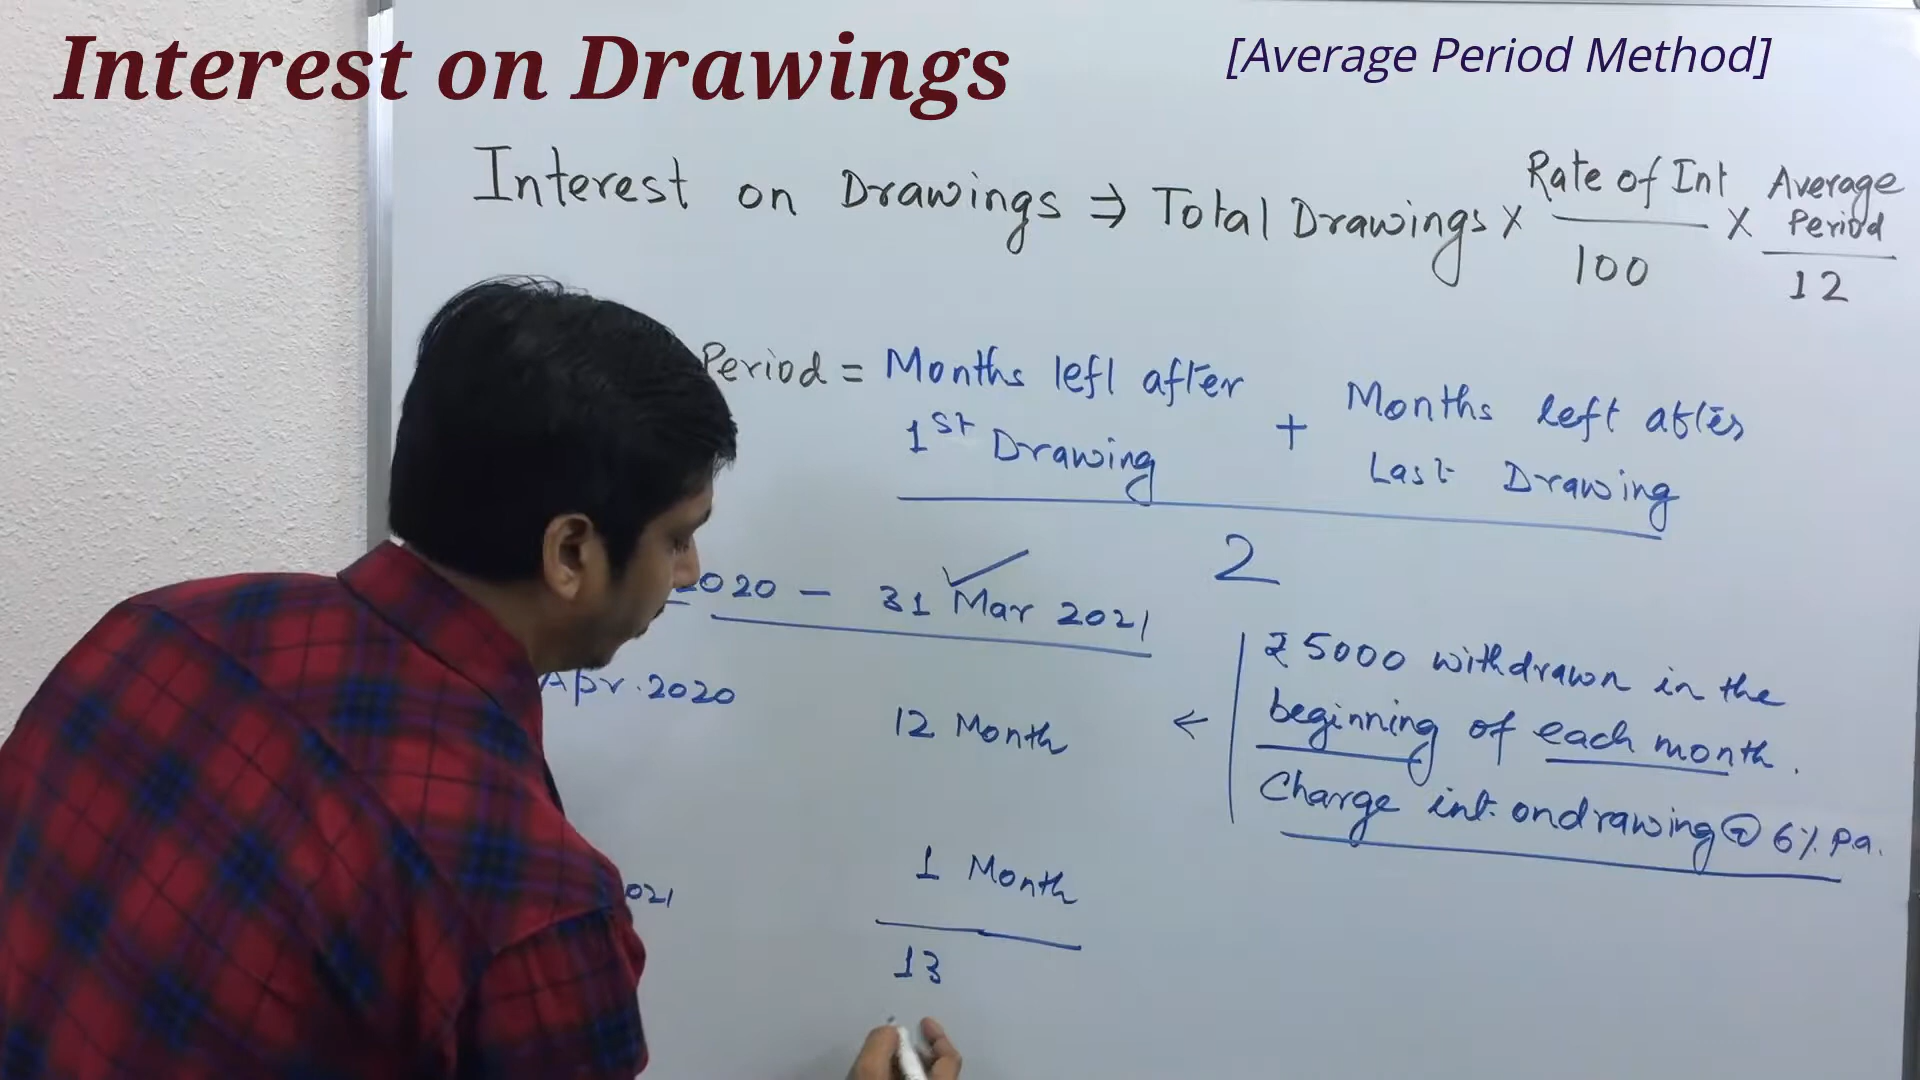 Interest on Drawings
[Average Period Method]
Interest on Drawings ⇒ Total Drawings x Rate of Int / 100 x Average Period / 12
Period = Months left after 1st Drawing + Months left after Last Drawing
2
2020 - 31 Mar 2021
Apr. 2020
12 Month ←
₹ 5000 withdrawn in the
beginning of each month.
Charge int. on drawing @ 6% p.a.
1 Month
021
13